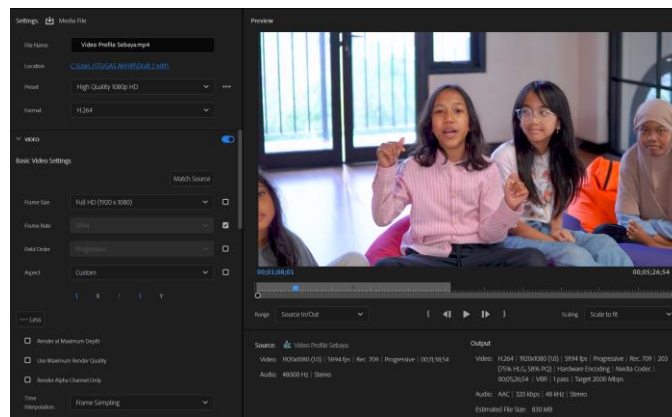 Settings: Media File
File Name Video Profile Sebaya.mp4
Location
Preset High Quality 1080p HD
Format H.264
VIDEO
Basic Video Settings
Match Source
Frame Size Full HD (1920 x 1080)
Frame Rate 59.94
Field Order Progressive
Aspect Custom
Less
Render at Maximum Depth
Use Maximum Render Quality
Render Alpha Channel Only
Time Interpolation Frame Sampling
Preview
00;01;08;01 00;05;26;54
Range Source In/Out Scaling Scale to fit
Source: Video Profile Sebaya
Video: 1920x1080 (1.0) | 59.94 fps | Rec. 709 | Progressive | 00;11;38;54
Audio: 48000 Hz | Stereo
Output
Video: H.264 | 1920x1080 (1.0) | 59.94 fps | Progressive | Rec. 709 | 203
(75% HLG, 58% PQ) | Hardware Encoding | Nvidia Codec |
00;05;26;54 | VBR | 1 pass | Target 20.00 Mbps
Audio: AAC | 320 kbps | 48 kHz | Stereo
Estimated File Size: 830 MB